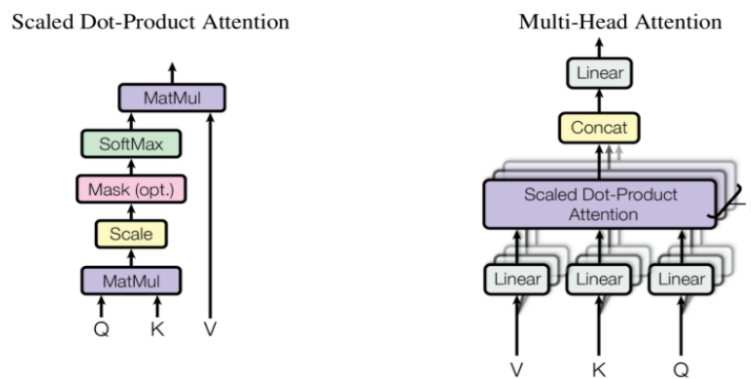 Scaled Dot-Product Attention
MatMul
SoftMax
Mask (opt.)
Scale
MatMul
Q K V
Multi-Head Attention
Linear
Concat
Scaled Dot-Product
Attention
Linear Linear Linear
V K Q